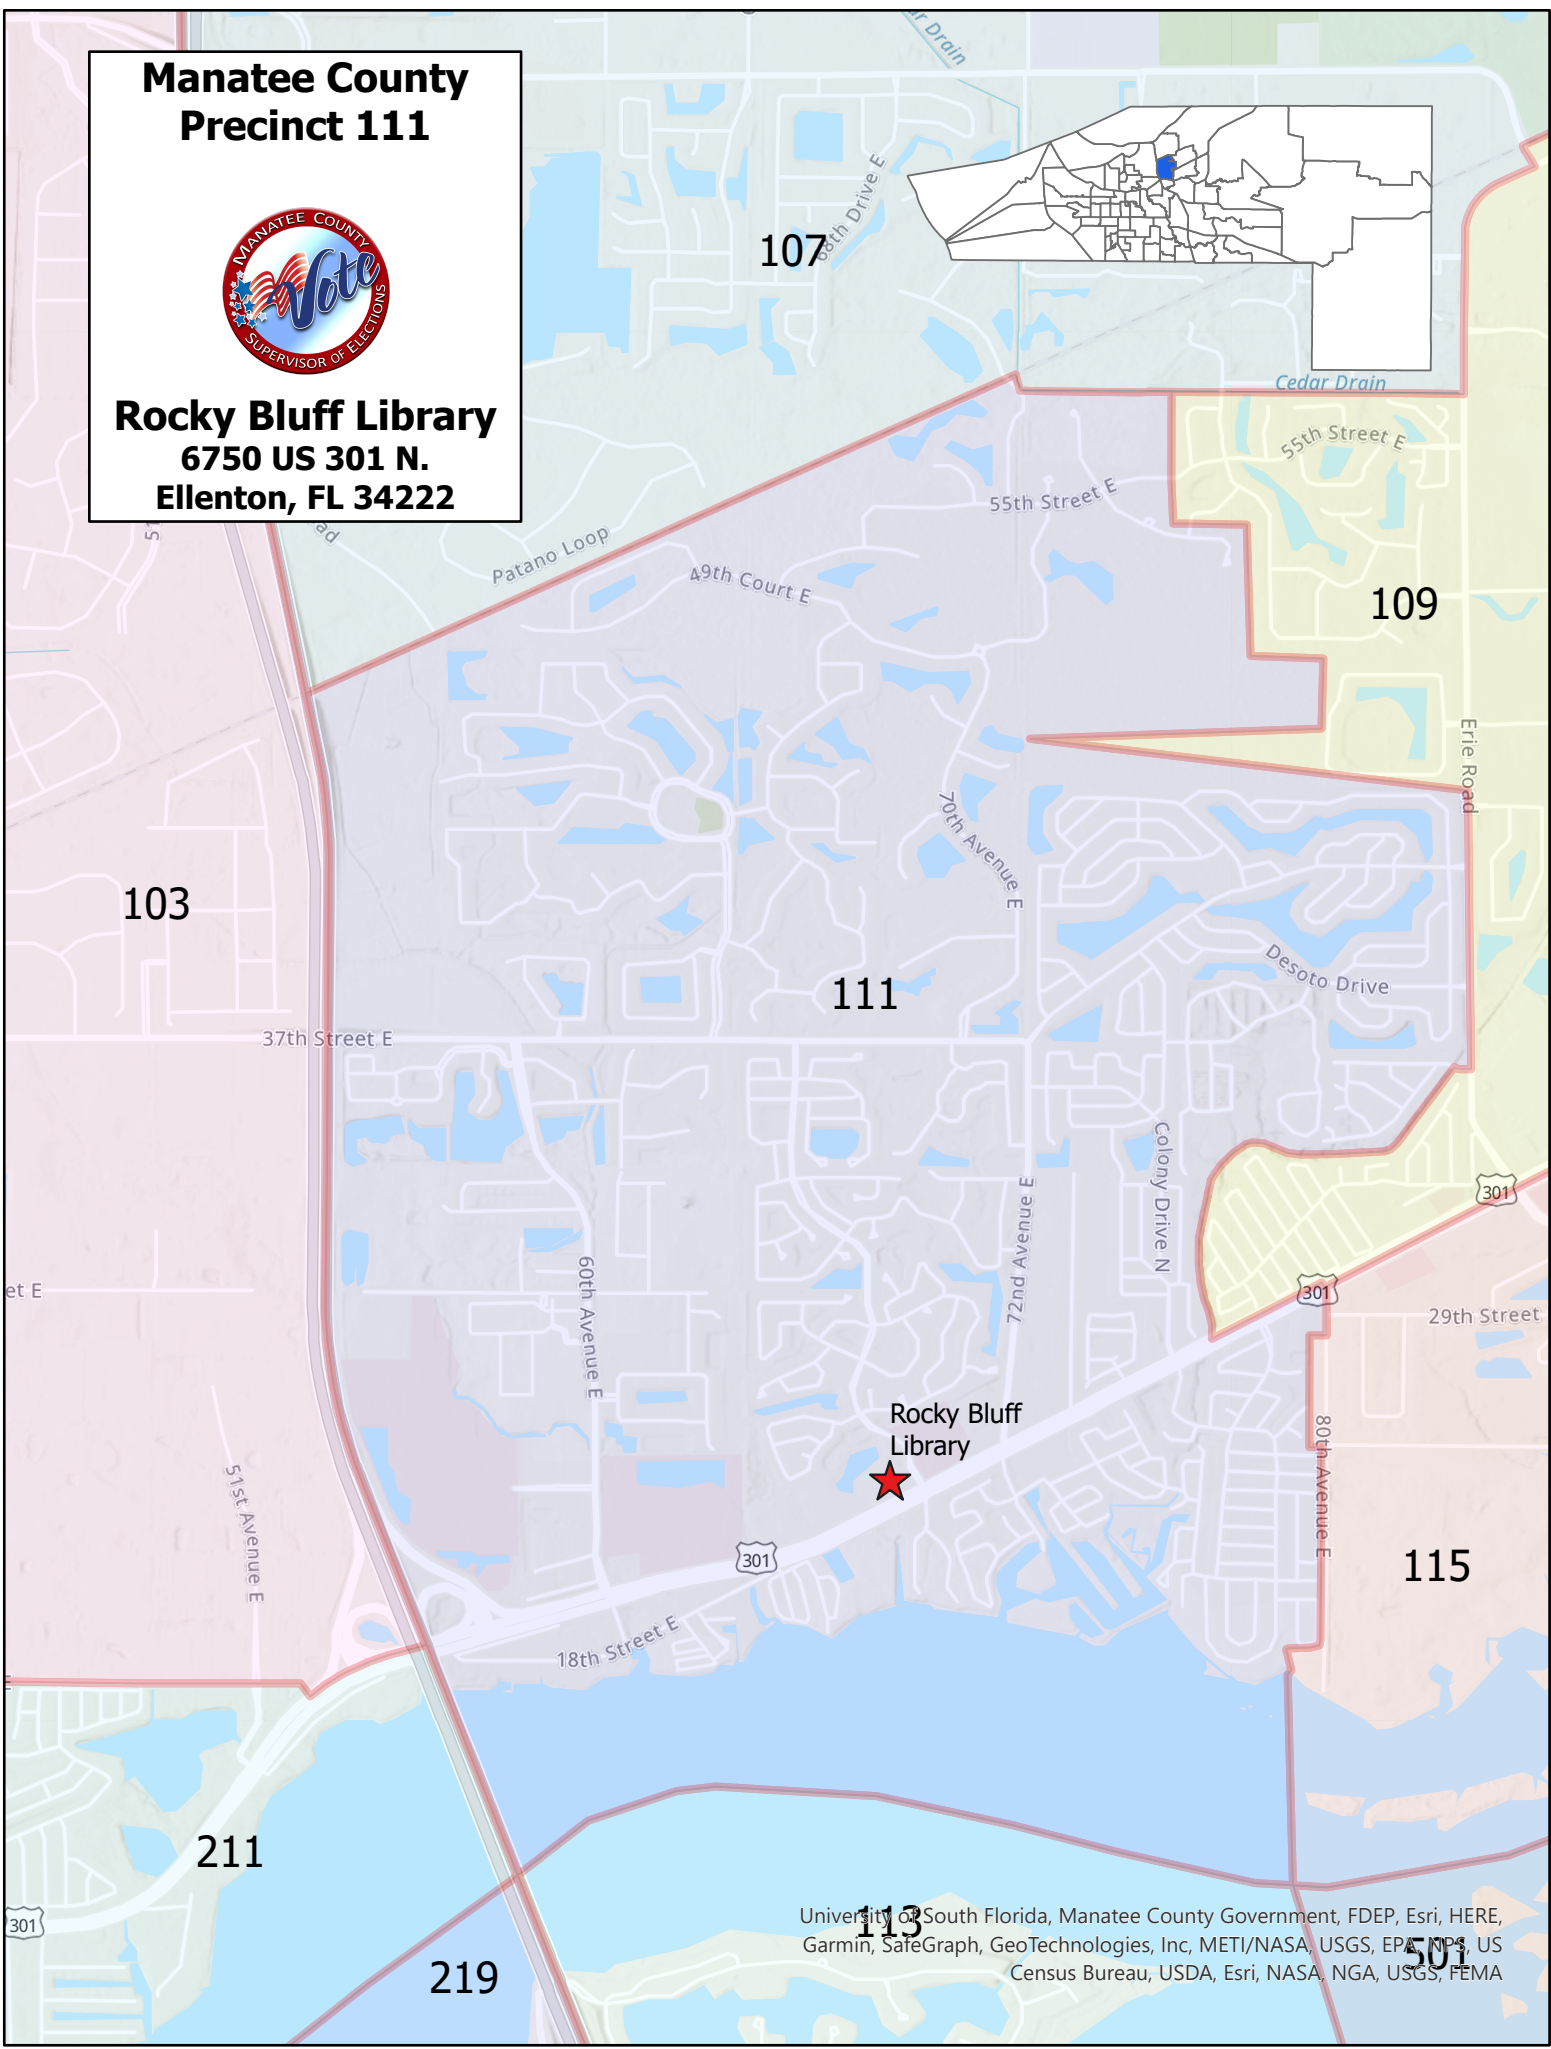 Manatee County
Precinct 111
MANATEE COUNTY
Vote
SUPERVISOR OF ELECTIONS
Rocky Bluff Library
6750 US 301 N.
Ellenton, FL 34222
Drain
68th Drive E
107
Cedar Drain
55th Street E
55th Street E
Patano Loop
49th Court E
109
Erie Road
70th Avenue E
103
Desoto Drive
111
37th Street E
Colony Drive N
72nd Avenue E
301
60th Avenue E
et E
301
29th Street
Rocky Bluff
Library
80th Avenue E
51st Avenue E
301
115
18th Street E
211
301
113
501
219
University of South Florida, Manatee County Government, FDEP, Esri, HERE,
Garmin, SafeGraph, GeoTechnologies, Inc, METI/NASA, USGS, EPA, NPS, US
Census Bureau, USDA, Esri, NASA, NGA, USGS, FEMA